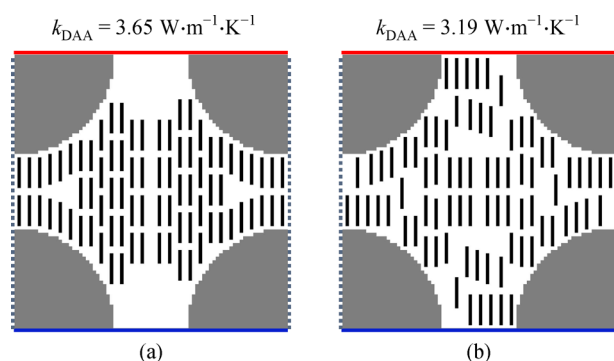 k_DAA = 3.65 W·m⁻¹·K⁻¹
k_DAA = 3.19 W·m⁻¹·K⁻¹
(a)
(b)